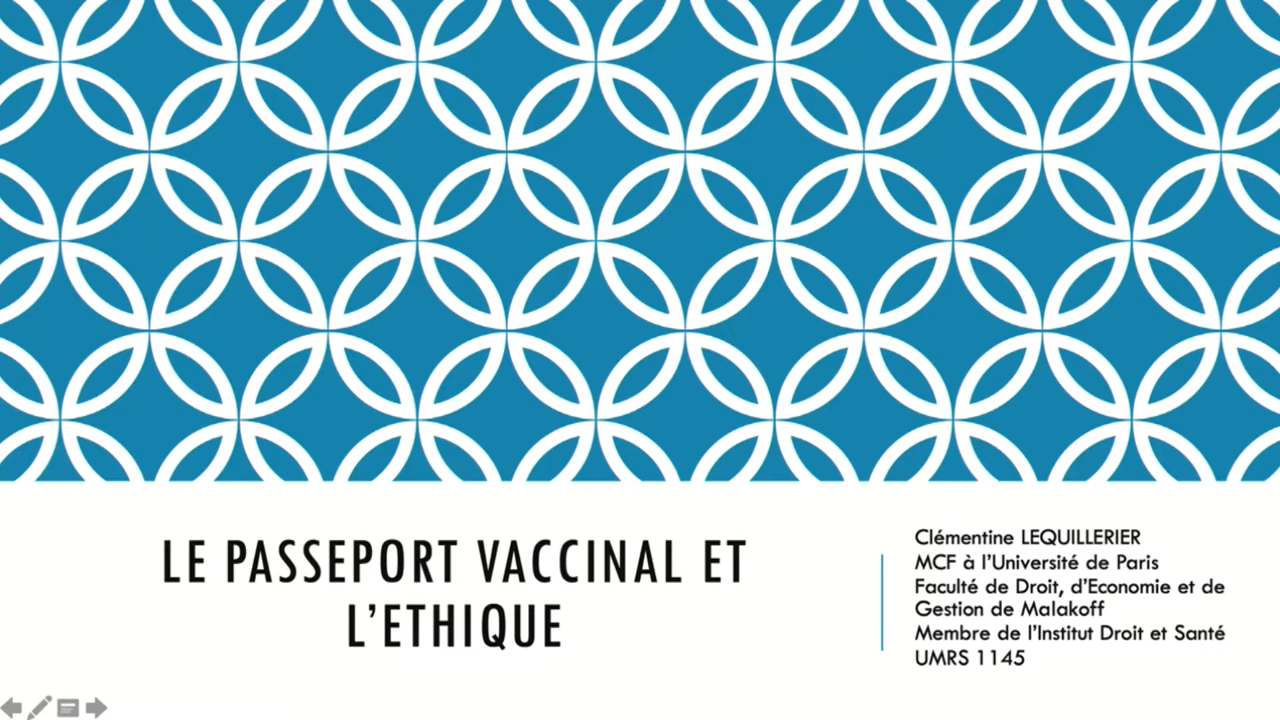 LE PASSEPORT VACCINAL ET
L'ETHIQUE
Clémentine LEQUILLERIER
MCF à l'Université de Paris
Faculté de Droit, d'Economie et de
Gestion de Malakoff
Membre de l'Institut Droit et Santé
UMRS 1145